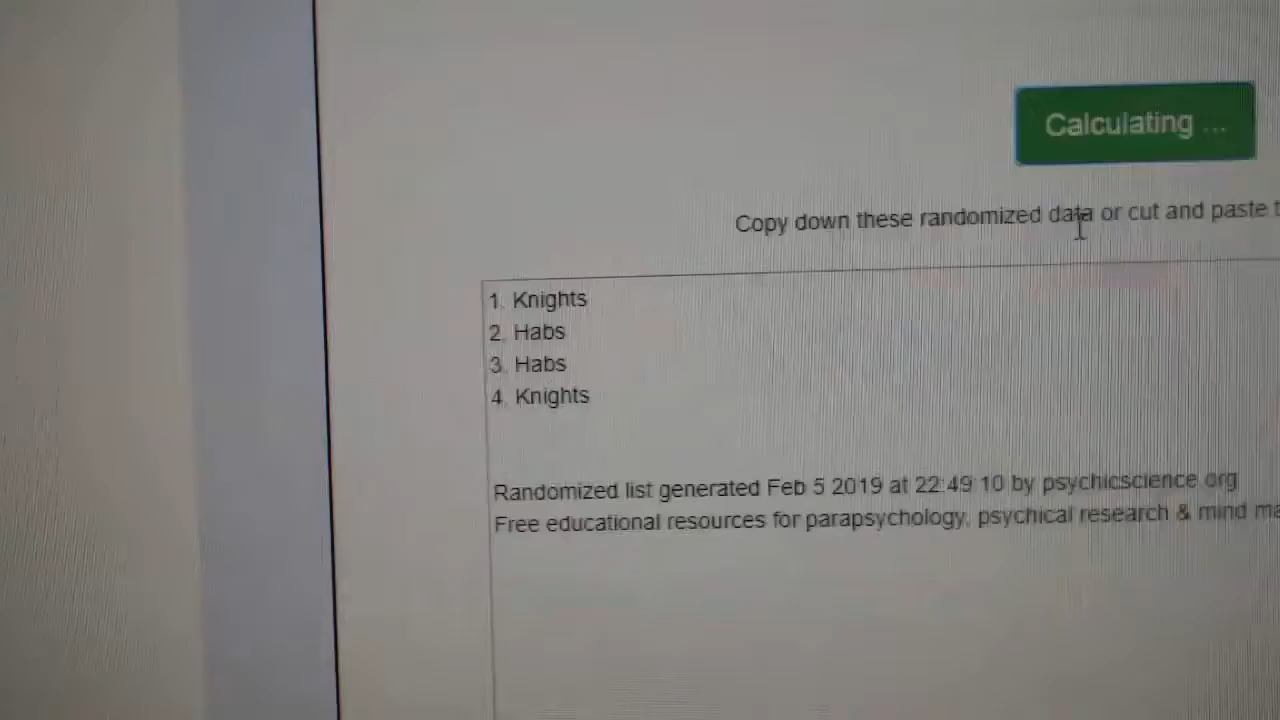 Calculating ...
Copy down these randomized data or cut and paste
1. Knights
2. Habs
3. Habs
4. Knights
Randomized list generated Feb 5 2019 at 22:49:10 by psychicscience.org
Free educational resources for parapsychology, psychical research & mind